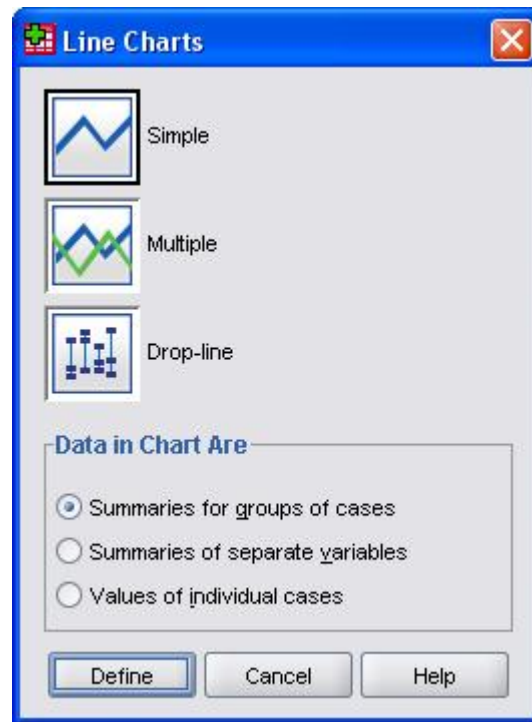 Line Charts
Simple
Multiple
Drop-line
Data in Chart Are
Summaries for groups of cases
Summaries of separate variables
Values of individual cases
Define Cancel Help